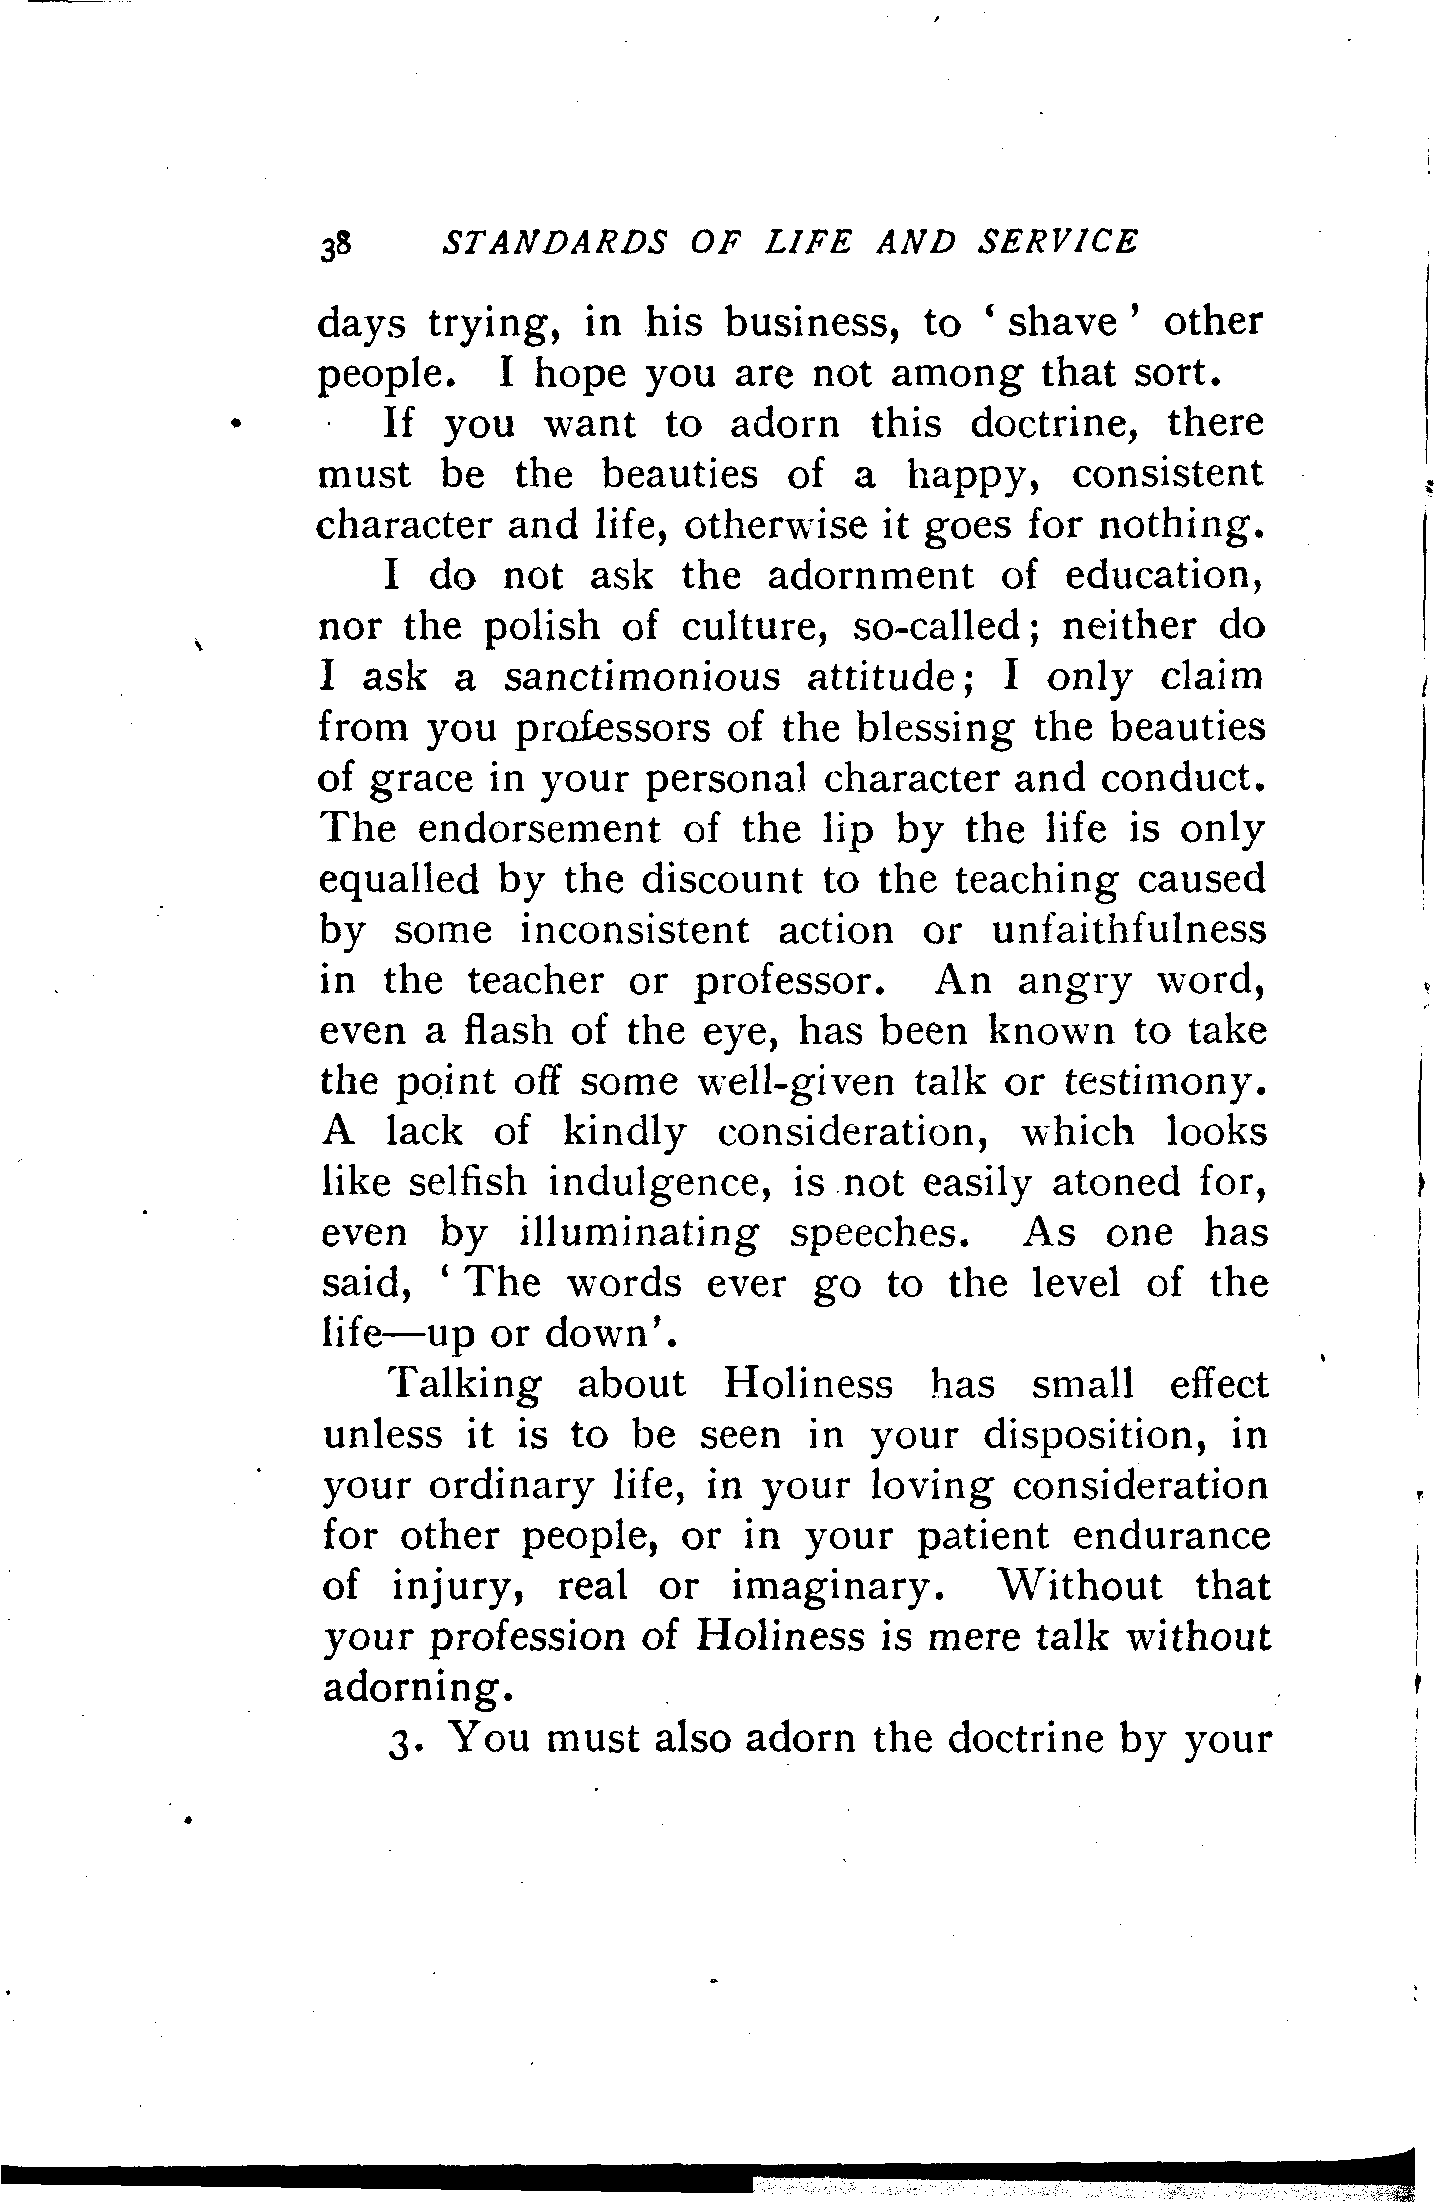 38 STANDARDS OF LIFE AND SERVICE
days trying, in his business, to ‘ shave ’ other
people. I hope you are not among that sort.
If you want to adorn this doctrine, there
must be the beauties of a happy, consistent
character and life, otherwise it goes for nothing.
I do not ask the adornment of education,
nor the polish of culture, so-called; neither do
I ask a sanctimonious attitude; I only claim
from you professors of the blessing the beauties
of grace in your personal character and conduct.
The endorsement of the lip by the life is only
equalled by the discount to the teaching caused
by some inconsistent action or unfaithfulness
in the teacher or professor. An angry word,
even a flash of the eye, has been known to take
the point off some well-given talk or testimony.
A lack of kindly consideration, which looks
like selfish indulgence, is not easily atoned for,
even by illuminating speeches. As one has
said, ‘ The words ever go to the level of the
life—up or down’.
Talking about Holiness has small effect
unless it is to be seen in your disposition, in
your ordinary life, in your loving consideration
for other people, or in your patient endurance
of injury, real or imaginary. Without that
your profession of Holiness is mere talk without
adorning.
3. You must also adorn the doctrine by your